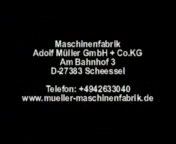 Maschinenfabrik
Adolf Müller GmbH + Co.KG
Am Bahnhof 3
D-27383 Scheessel
Telefon: +4942633040
www.mueller-maschinenfabrik.de